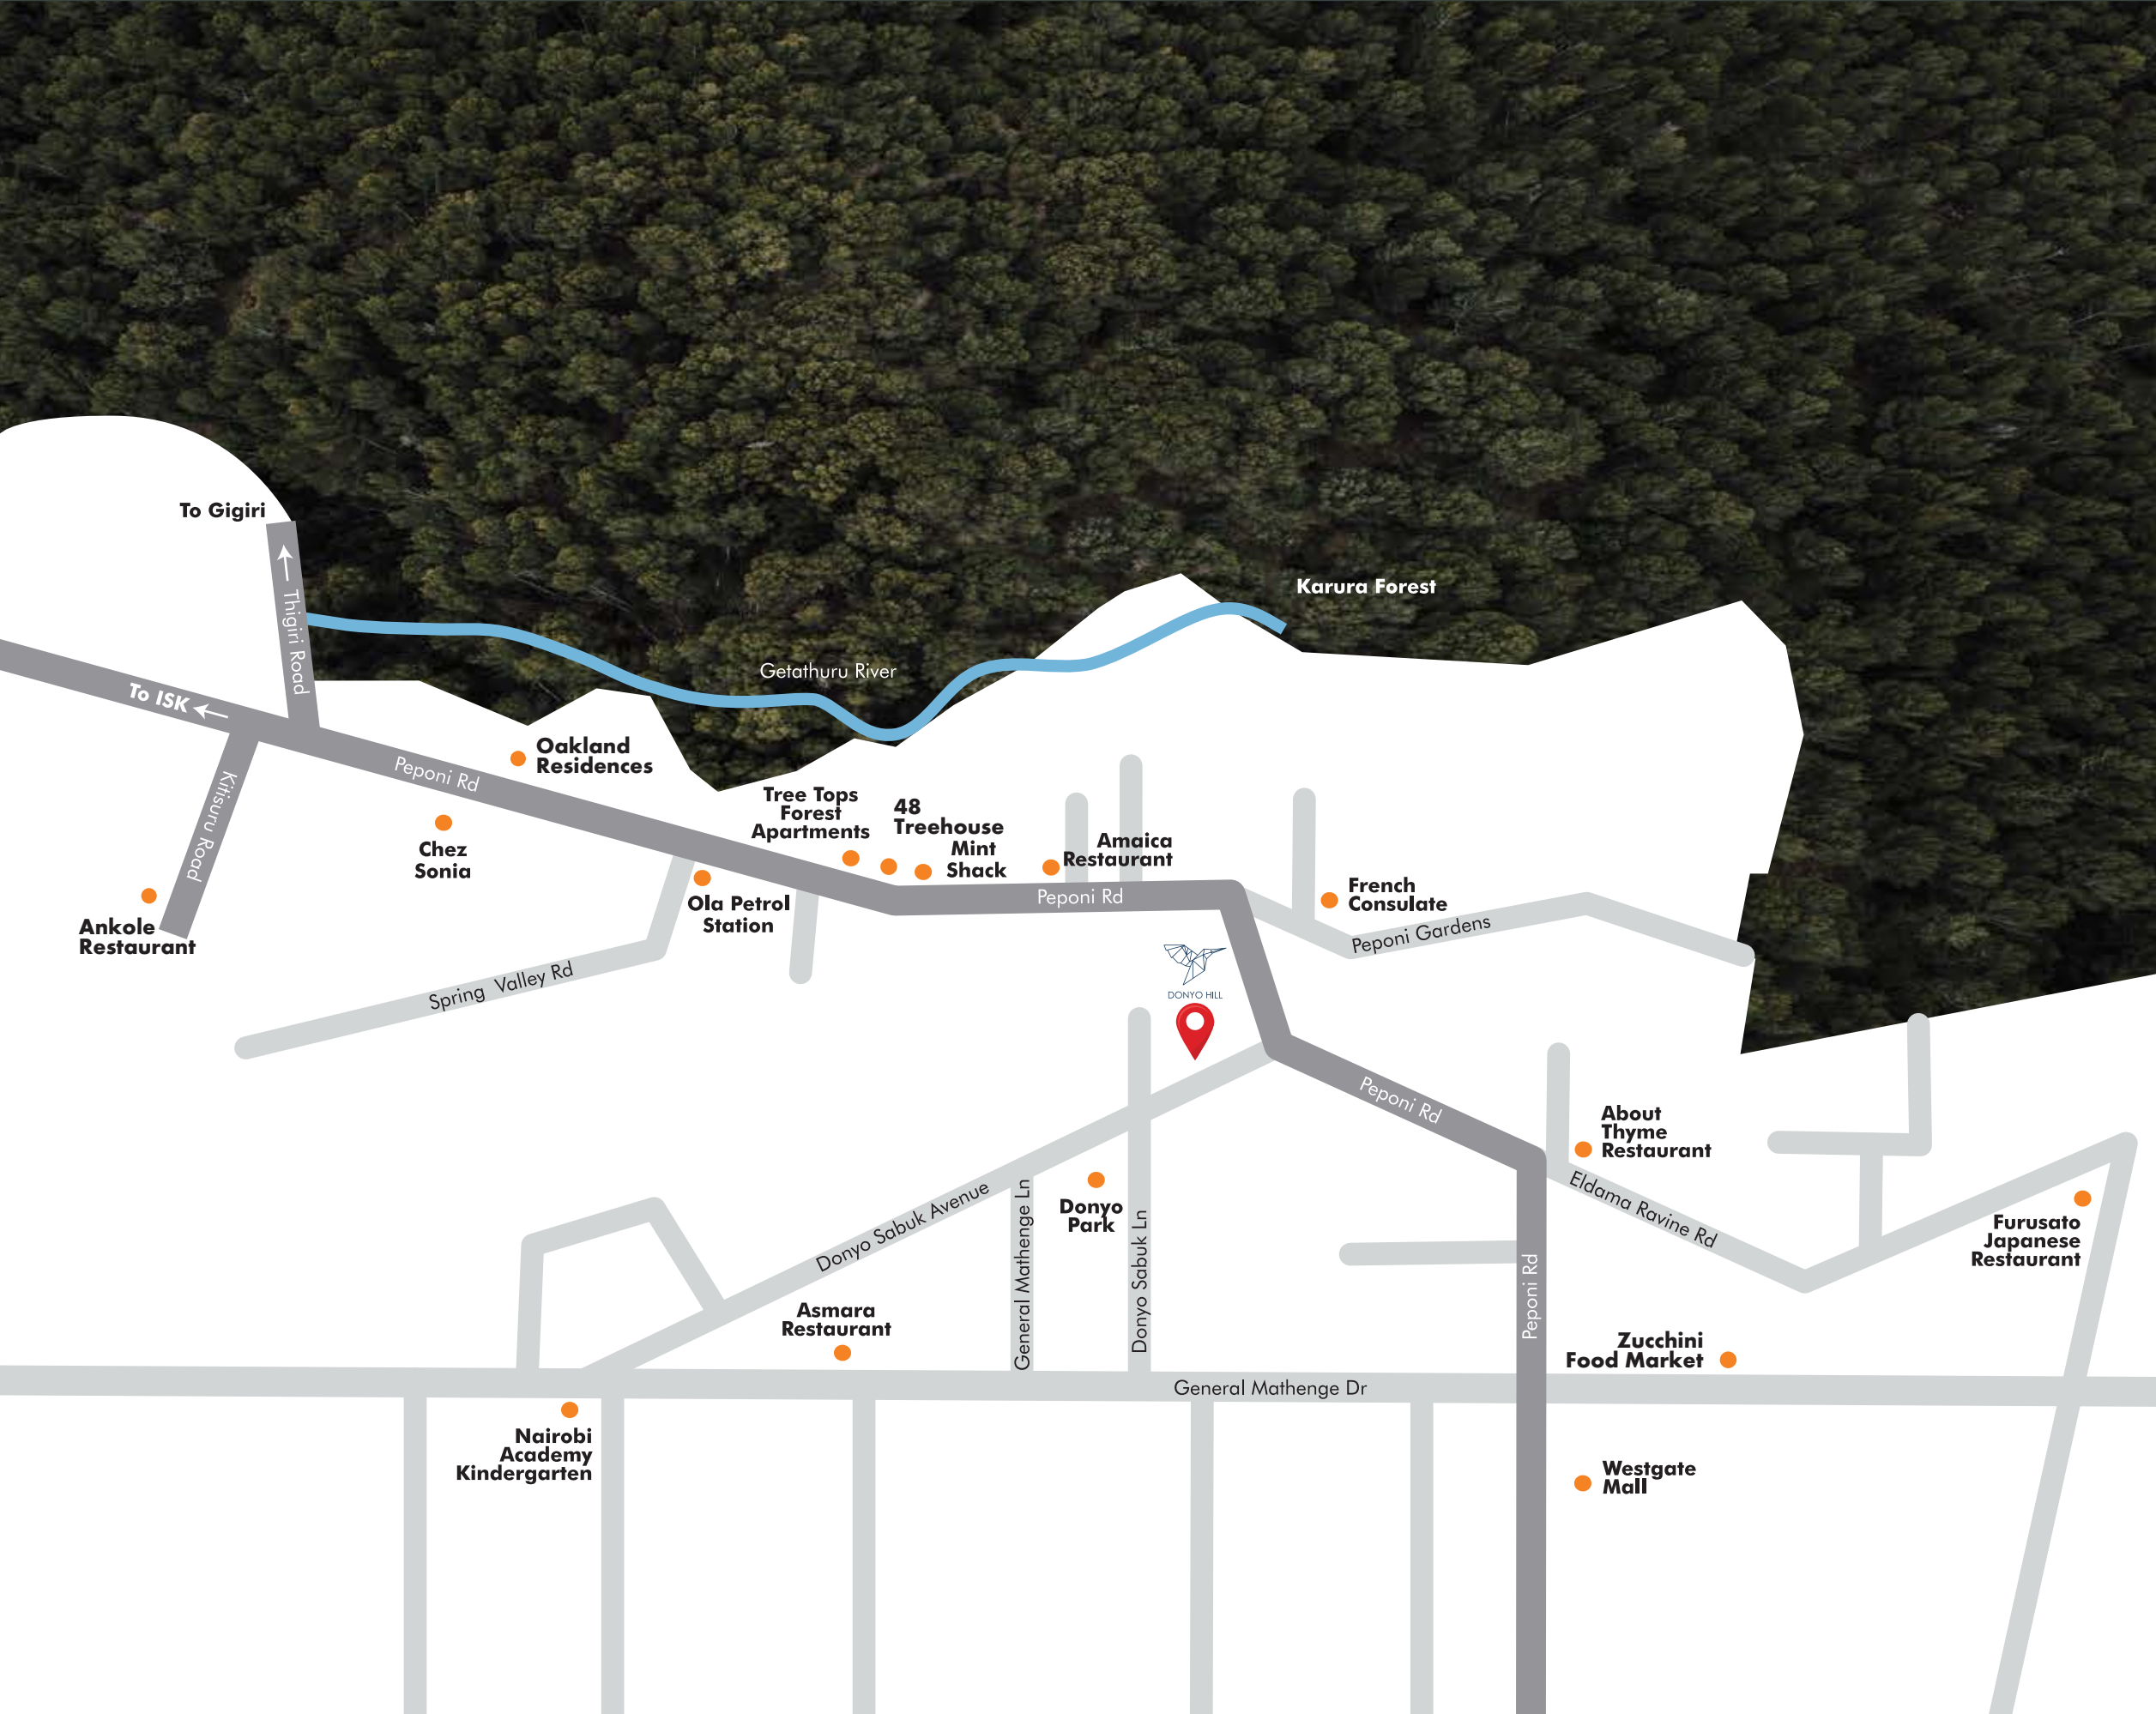 To Gigiri
Thigiri Road
Karura Forest
Getathuru River
To ISK
Kitisuru Road
Peponi Rd
Oakland
Residences
Chez
Sonia
Ankole
Restaurant
Tree Tops
Forest
Apartments
48
Treehouse
Mint
Shack
Amaica
Restaurant
Ola Petrol
Station
Peponi Rd
French
Consulate
Peponi Gardens
Spring Valley Rd
DONYO HILL
Peponi Rd
About
Thyme
Restaurant
Eldama Ravine Rd
Furusato
Japanese
Restaurant
Donyo
Park
Donyo Sabuk Avenue
General Mathenge Ln
Donyo Sabuk Ln
Peponi Rd
Asmara
Restaurant
Zucchini
Food Market
General Mathenge Dr
Nairobi
Academy
Kindergarten
Westgate
Mall